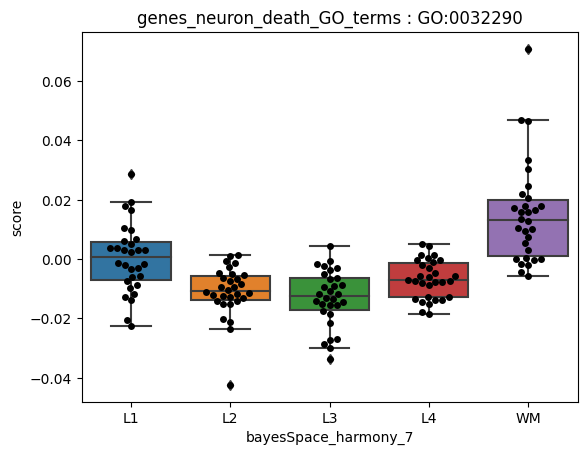 genes_neuron_death_GO_terms : GO:0032290
0.06
0.04
0.02
0.00
−0.02
−0.04
score
L1 L2 L3 L4 WM
bayesSpace_harmony_7